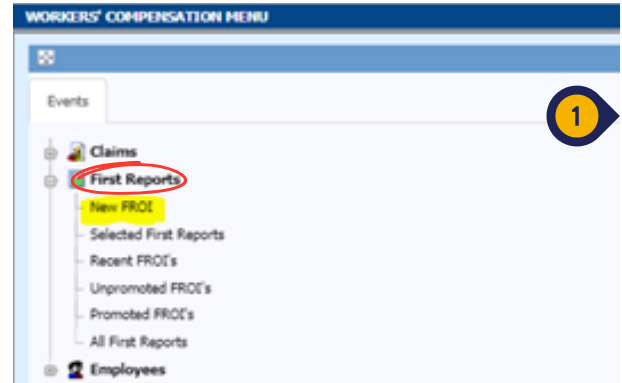 WORKERS' COMPENSATION MENU
Events
1
Claims
First Reports
New FROI
Selected First Reports
Recent FROI's
Unpromoted FROI's
Promoted FROI's
All First Reports
Employees